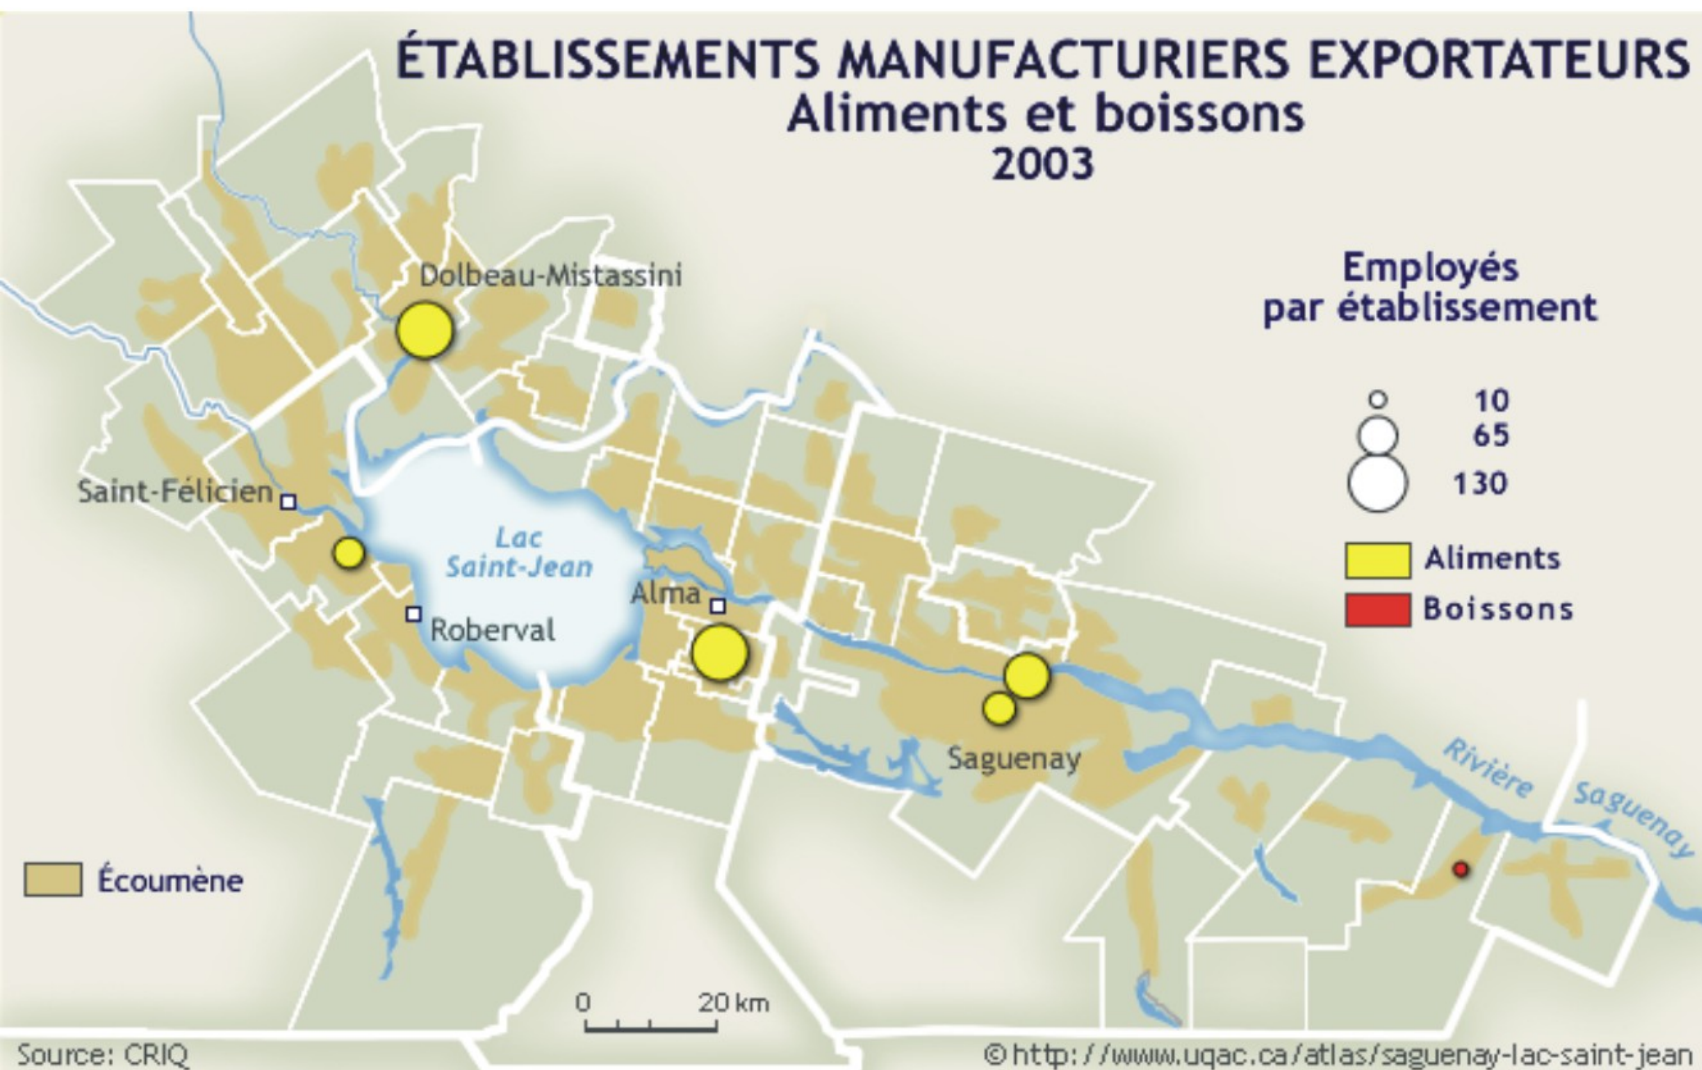 ÉTABLISSEMENTS MANUFACTURIERS EXPORTATEURS
Aliments et boissons
2003
Employés
par établissement
10
65
130
Aliments
Boissons
Dolbeau-Mistassini
Saint-Félicien
Lac
Saint-Jean
Alma
Roberval
Saguenay
Rivière Saguenay
Écoumène
0 20 km
Source: CRIQ
© http://www.uqac.ca/atlas/saguenay-lac-saint-jean